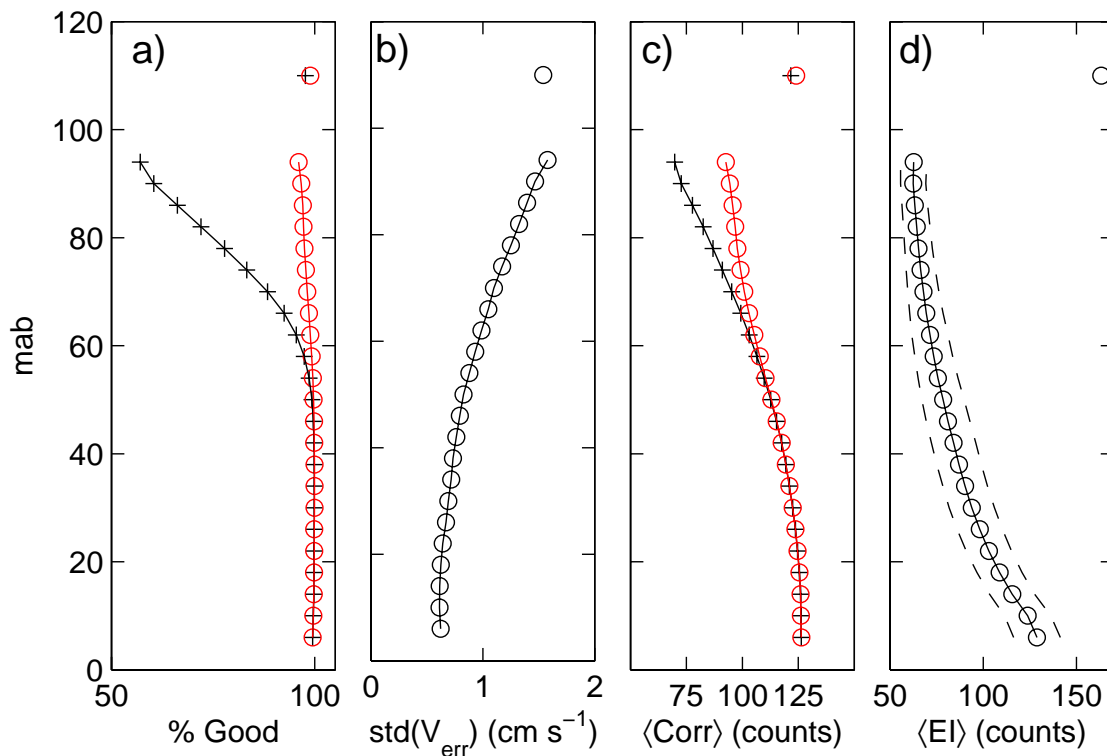 a)
b)
c)
d)
mab
120
100
80
60
40
20
0
50 100
0 1 2
75 100 125
50 100 150
% Good
std(V_err) (cm s⁻¹)
⟨Corr⟩ (counts)
⟨EI⟩ (counts)